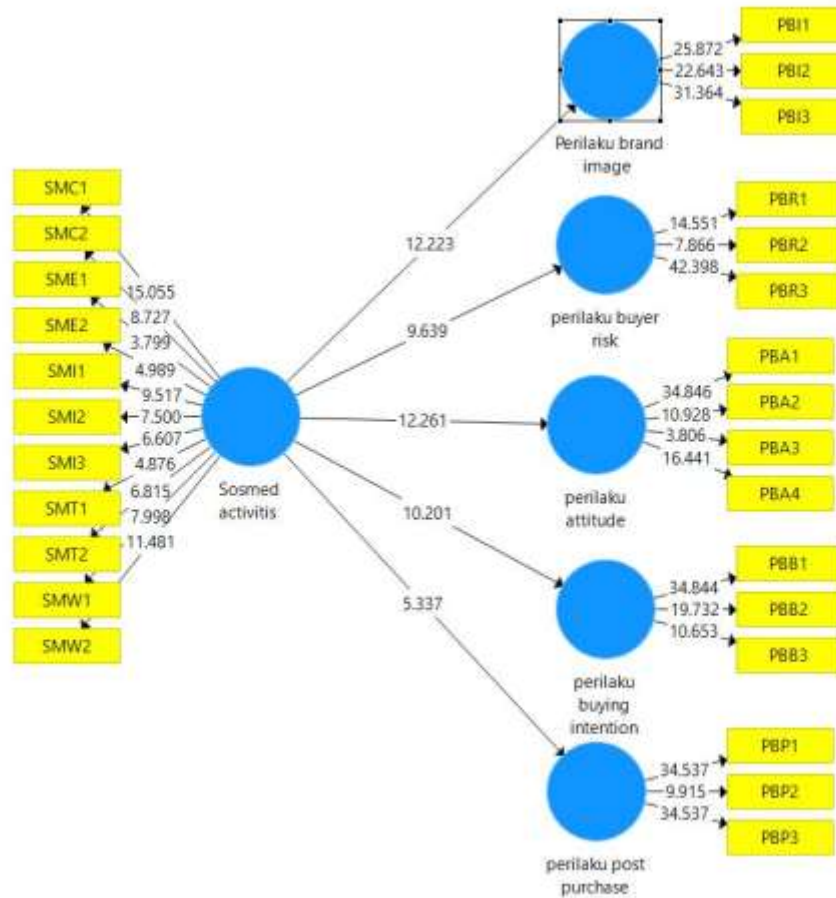 SMC1
SMC2
SME1
SME2
SMI1
SMI2
SMI3
SMT1
SMT2
SMW1
SMW2
15.055
8.727
3.799
4.989
9.517
7.500
6.607
4.876
6.815
7.998
11.481
Sosmed
activitis
12.223
9.639
12.261
10.201
5.337
Perilaku brand
image
25.872
22.643
31.364
PBI1
PBI2
PBI3
perilaku buyer
risk
14.551
7.866
42.398
PBR1
PBR2
PBR3
perilaku
attitude
34.846
10.928
3.806
16.441
PBA1
PBA2
PBA3
PBA4
perilaku
buying
intention
34.844
19.732
10.653
PBB1
PBB2
PBB3
perilaku post
purchase
34.537
9.915
34.537
PBP1
PBP2
PBP3